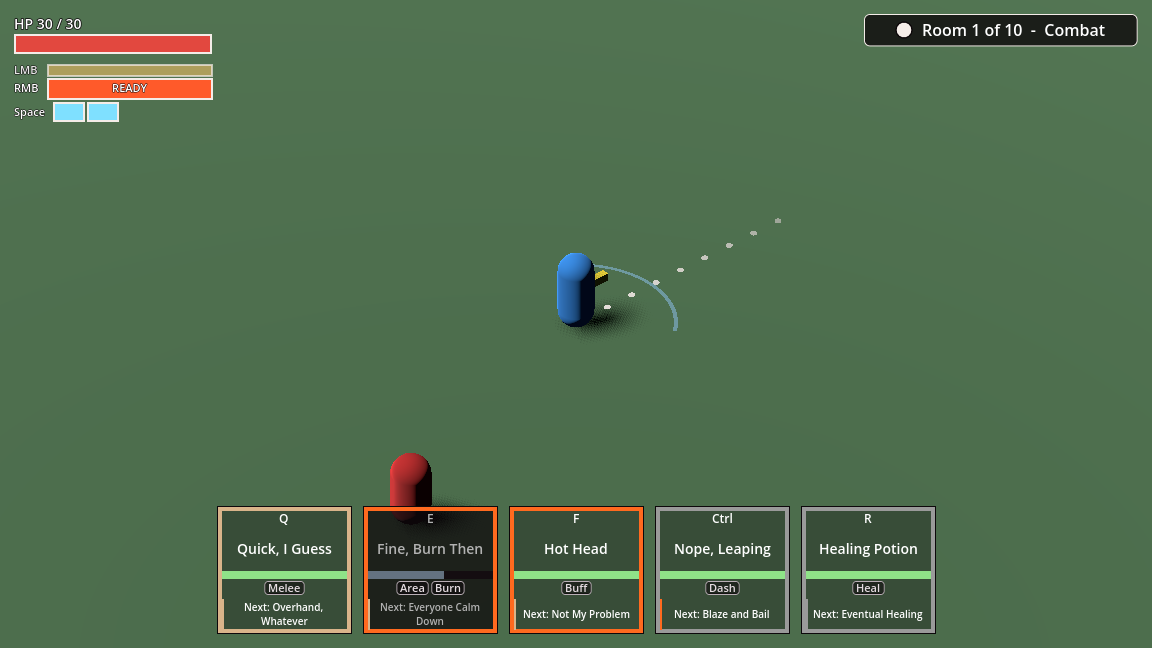 HP 30 / 30
Room 1 of 10 - Combat
LMB
RMB READY
Space
Q
Quick, I Guess
Melee
Next: Overhand,
Whatever
E
Fine, Burn Then
Area Burn
Next: Everyone Calm
Down
F
Hot Head
Buff
Next: Not My Problem
Ctrl
Nope, Leaping
Dash
Next: Blaze and Bail
R
Healing Potion
Heal
Next: Eventual Healing